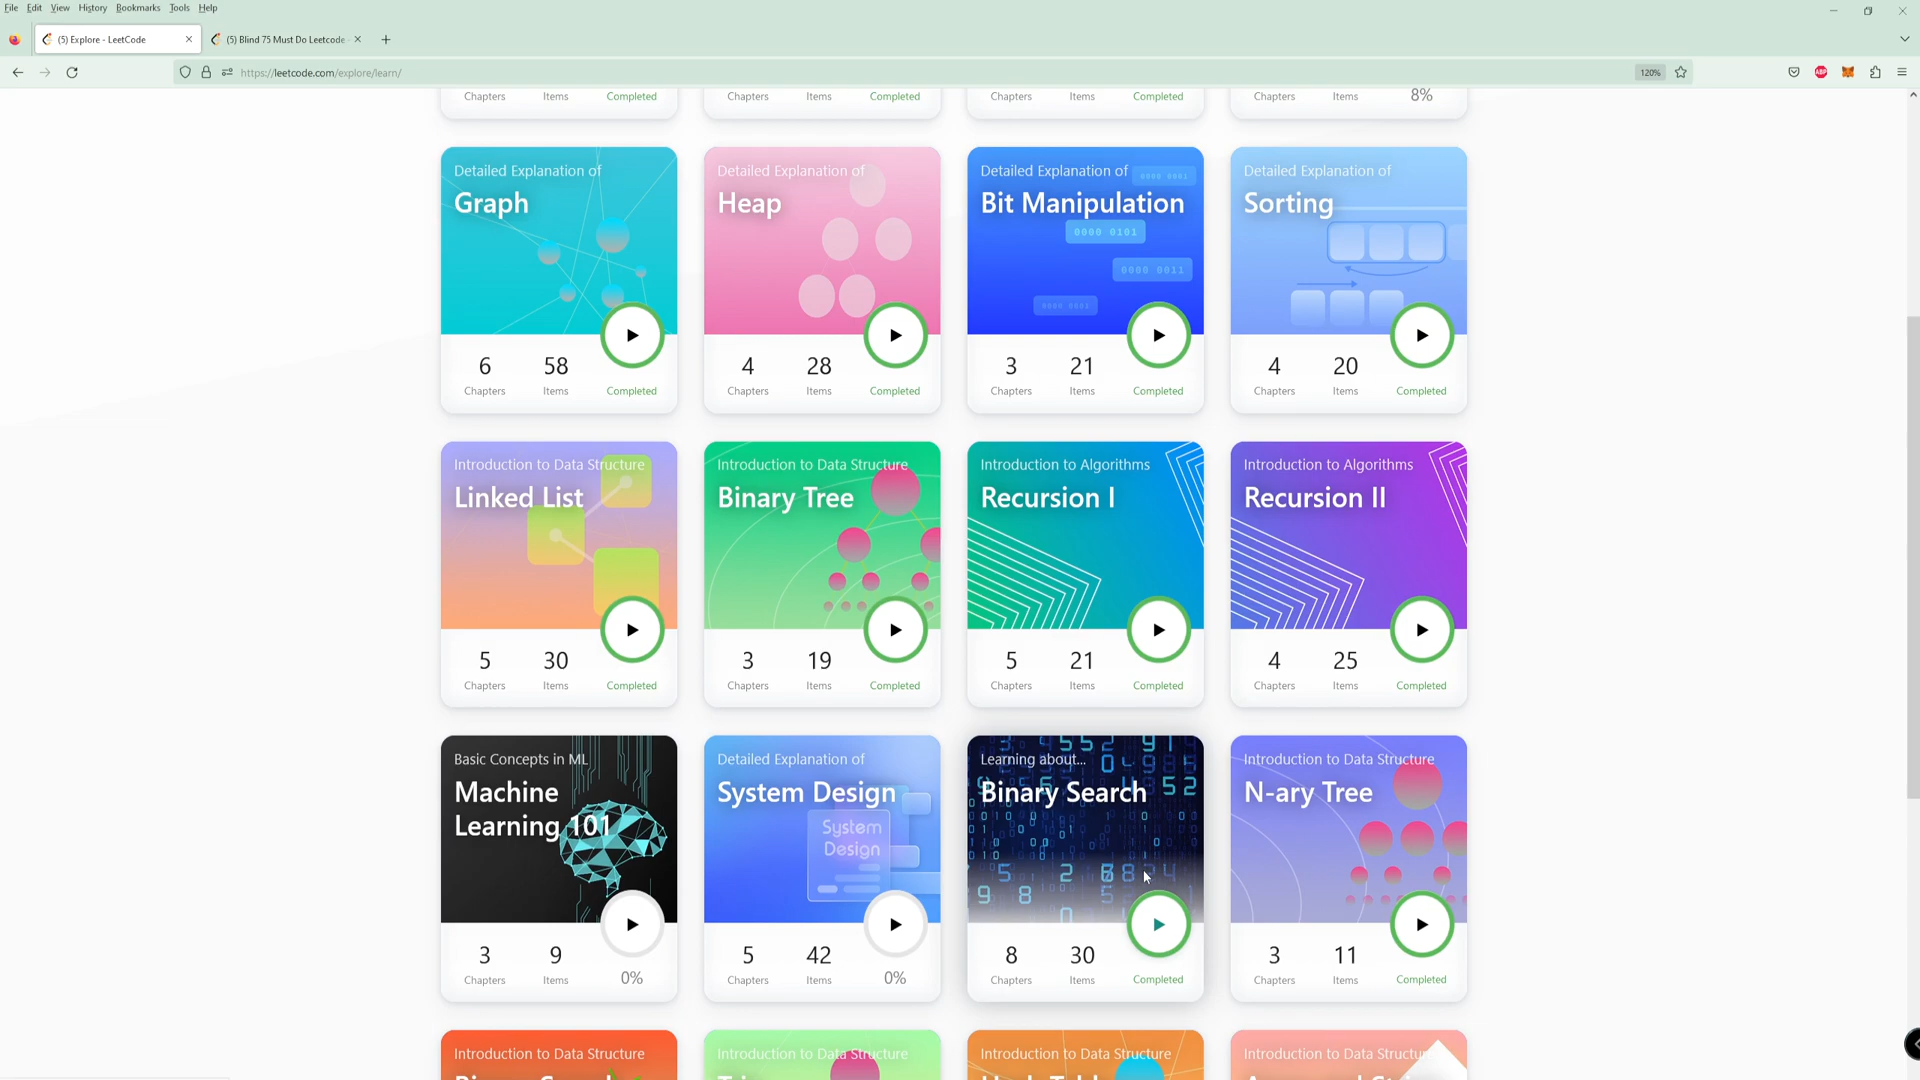 File Edit View History Bookmarks Tools Help
(5) Explore - LeetCode
(5) Blind 75 Must Do Leetcode
https://leetcode.com/explore/learn/
120%
ABP
Chapters Items Completed
Chapters Items Completed
Chapters Items Completed
Chapters Items 8%
Detailed Explanation of
Graph
6 58
Chapters Items Completed
Detailed Explanation of
Heap
4 28
Chapters Items Completed
Detailed Explanation of
Bit Manipulation
0000 0001
0000 0101
0000 0011
0000 0001
3 21
Chapters Items Completed
Detailed Explanation of
Sorting
4 20
Chapters Items Completed
Introduction to Data Structure
Linked List
5 30
Chapters Items Completed
Introduction to Data Structure
Binary Tree
3 19
Chapters Items Completed
Introduction to Algorithms
Recursion I
5 21
Chapters Items Completed
Introduction to Algorithms
Recursion II
4 25
Chapters Items Completed
Basic Concepts in ML
Machine
Learning 101
3 9
Chapters Items 0%
Detailed Explanation of
System Design
System
Design
5 42
Chapters Items 0%
Learning about...
Binary Search
8 30
Chapters Items Completed
Introduction to Data Structure
N-ary Tree
3 11
Chapters Items Completed
Introduction to Data Structure
Introduction to Data Structure
Introduction to Data Structure
Introduction to Data Structure